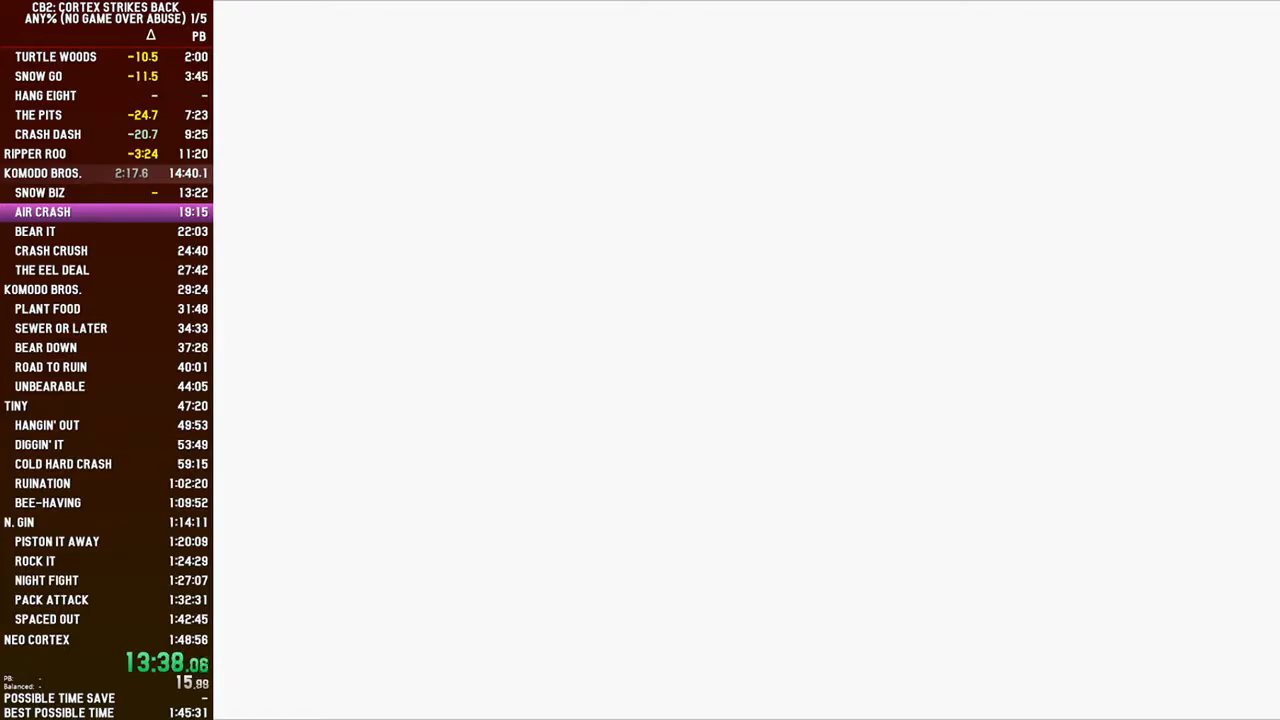 CB2: CORTEX STRIKES BACK
ANY% (NO GAME OVER ABUSE) 1/5
Δ PB
TURTLE WOODS -10.5 2:00
SNOW GO -11.5 3:45
HANG EIGHT - -
THE PITS -24.7 7:23
CRASH DASH -20.7 9:25
RIPPER ROO -3:24 11:20
KOMODO BROS. 2:17.6 14:40.1
SNOW BIZ - 13:22
AIR CRASH 19:15
BEAR IT 22:03
CRASH CRUSH 24:40
THE EEL DEAL 27:42
KOMODO BROS. 29:24
PLANT FOOD 31:48
SEWER OR LATER 34:33
BEAR DOWN 37:26
ROAD TO RUIN 40:01
UNBEARABLE 44:05
TINY 47:20
HANGIN' OUT 49:53
DIGGIN' IT 53:49
COLD HARD CRASH 59:15
RUINATION 1:02:20
BEE-HAVING 1:09:52
N. GIN 1:14:11
PISTON IT AWAY 1:20:09
ROCK IT 1:24:29
NIGHT FIGHT 1:27:07
PACK ATTACK 1:32:31
SPACED OUT 1:42:45
NEO CORTEX 1:48:56
13:38.06
PB: -
Balanced: - 15.99
POSSIBLE TIME SAVE -
BEST POSSIBLE TIME 1:45:31